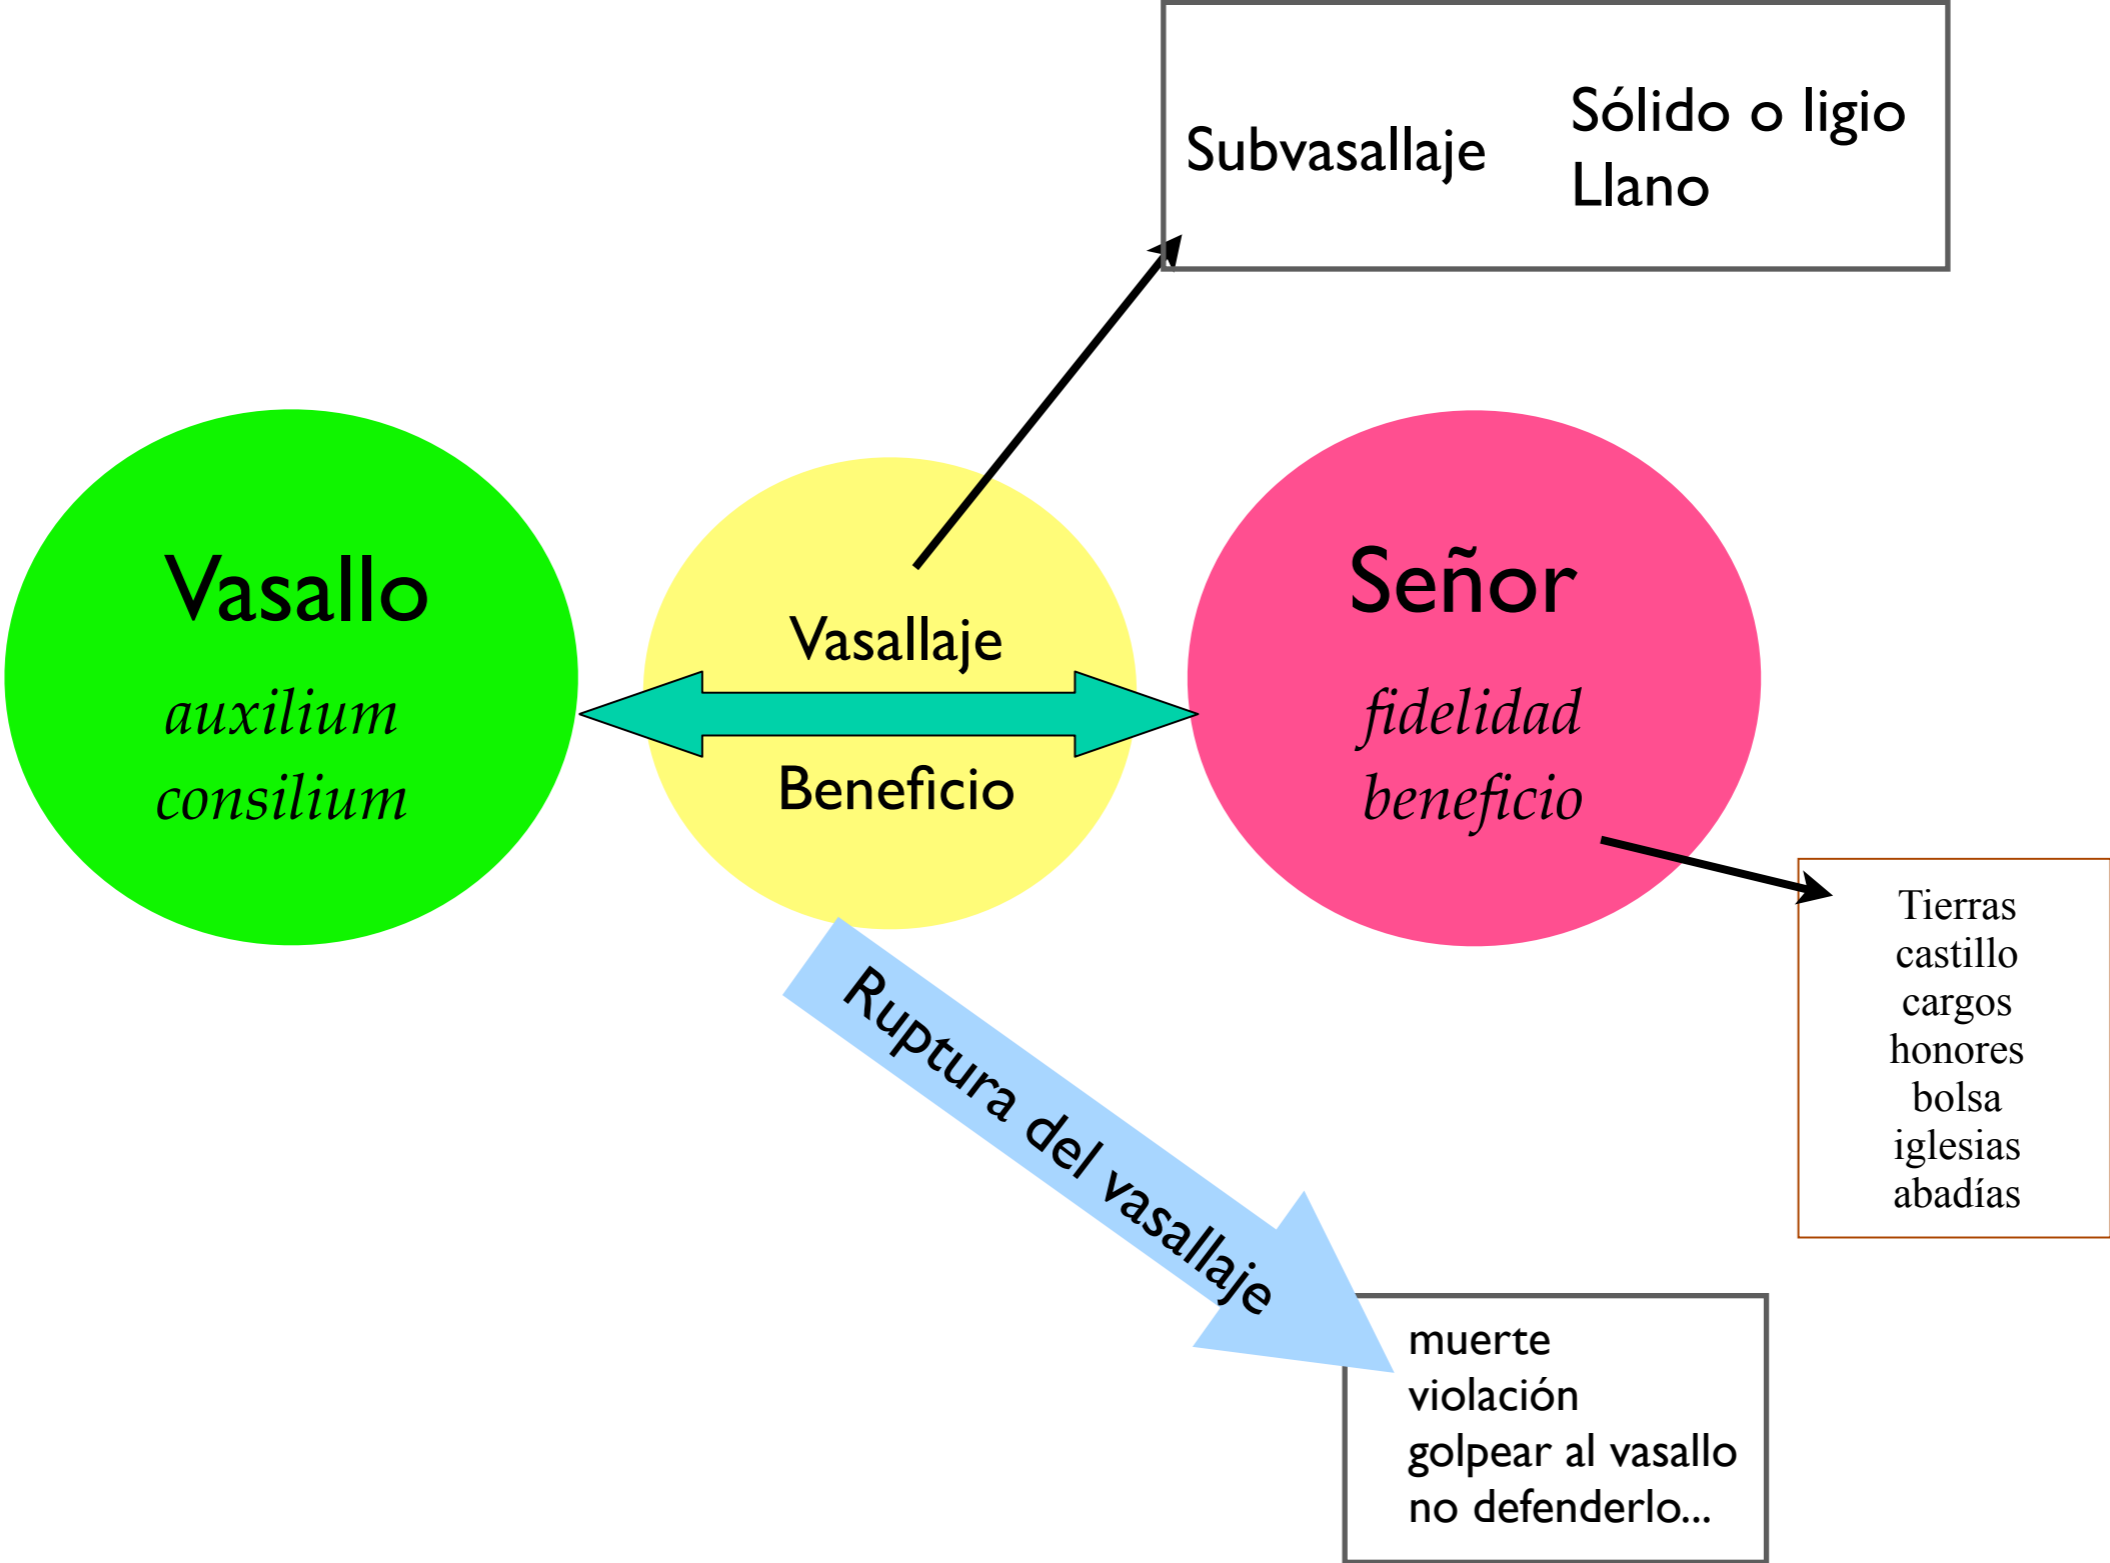 Subvasallaje
Sólido o ligio
Llano
Vasallo
auxilium
consilium
Vasallaje
Beneficio
Señor
fidelidad
beneficio
Tierras
castillo
cargos
honores
bolsa
iglesias
abadías
Ruptura del vasallaje
muerte
violación
golpear al vasallo
no defenderlo...